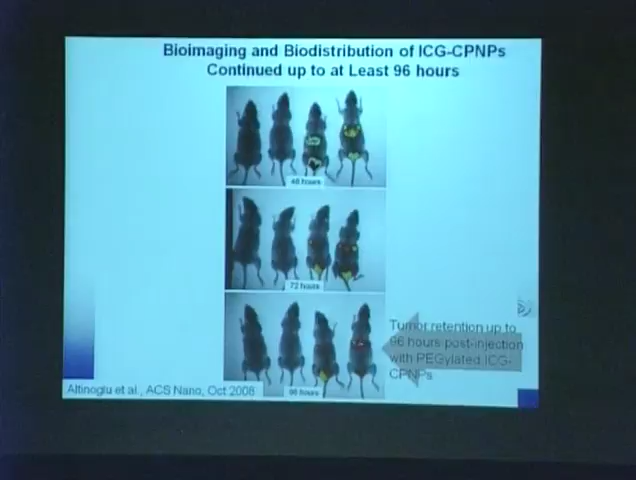 Bioimaging and Biodistribution of ICG-CPNPs
Continued up to at Least 96 hours
48 hours
72 hours
96 hours
Tumor retention up to
96 hours post-injection
with PEGylated ICG-
CPNPs
Altinoglu et al., ACS Nano, Oct 2008